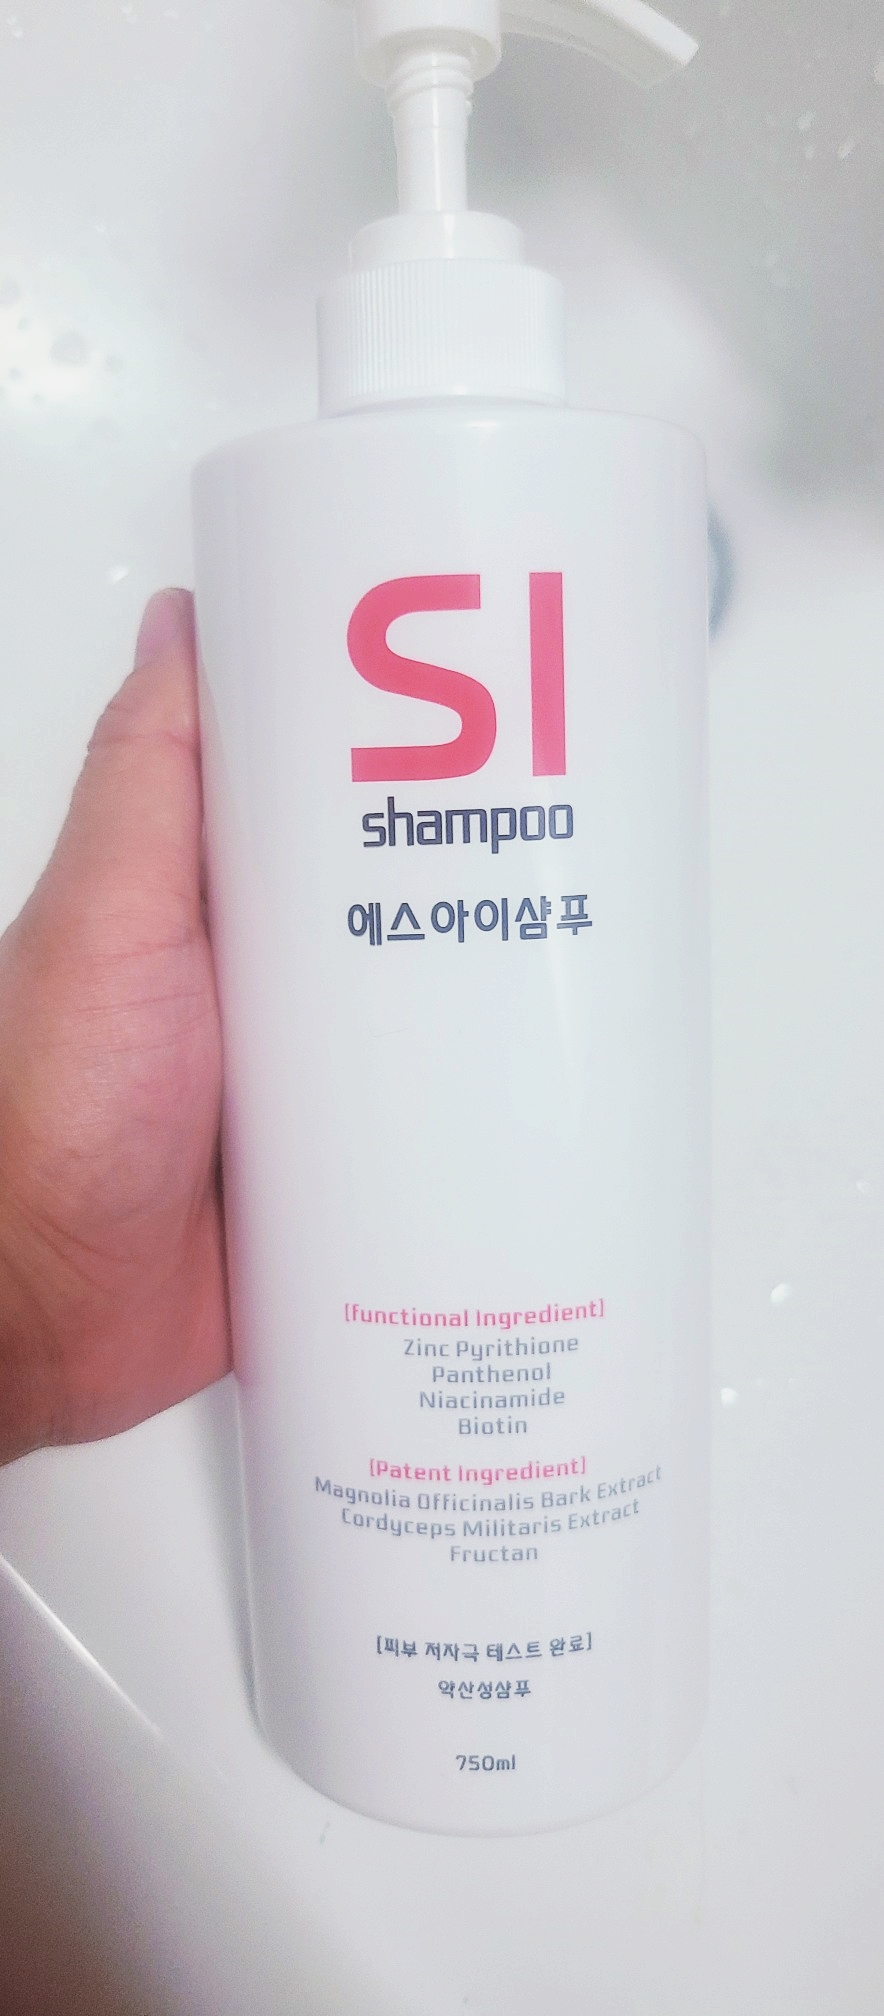 SI
shampoo
에스아이샴푸
[functional Ingredient]
Zinc Pyrithione
Panthenol
Niacinamide
Biotin
[Patent Ingredient]
Magnolia Officinalis Bark Extract
Cordyceps Militaris Extract
Fructan
[피부 저자극 테스트 완료]
약산성샴푸
750ml